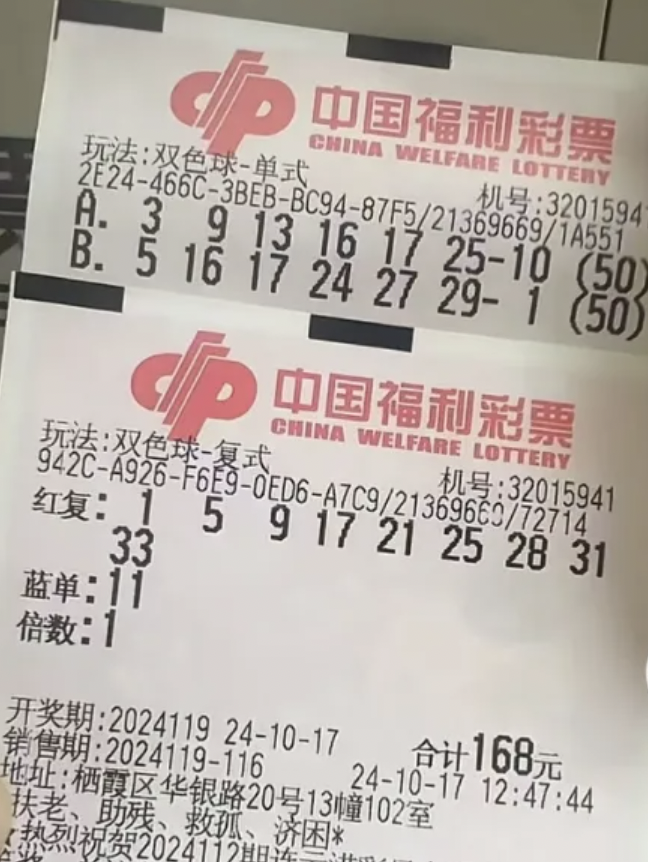 中国福利彩票
CHINA WELFARE LOTTERY
玩法:双色球-单式
机号:32015941
2E24-466C-3BEB-BC94-87F5/21369669/1A551
A. 3 9 13 16 17 25-10 (50)
B. 5 16 17 24 27 29- 1 (50)
中国福利彩票
CHINA WELFARE LOTTERY
玩法:双色球-复式
机号:32015941
942C-A926-F6E9-0ED6-A7C9/21369669/72714
红复: 1 5 9 17 21 25 28 31
33
蓝单:11
倍数:1
开奖期:2024119 24-10-17
合计168元
销售期:2024119-116
24-10-17 12:47:44
地址:栖霞区华银路20号13幢102室
扶老、助残、救孤、济困*
热烈祝贺2024112期连云港彩